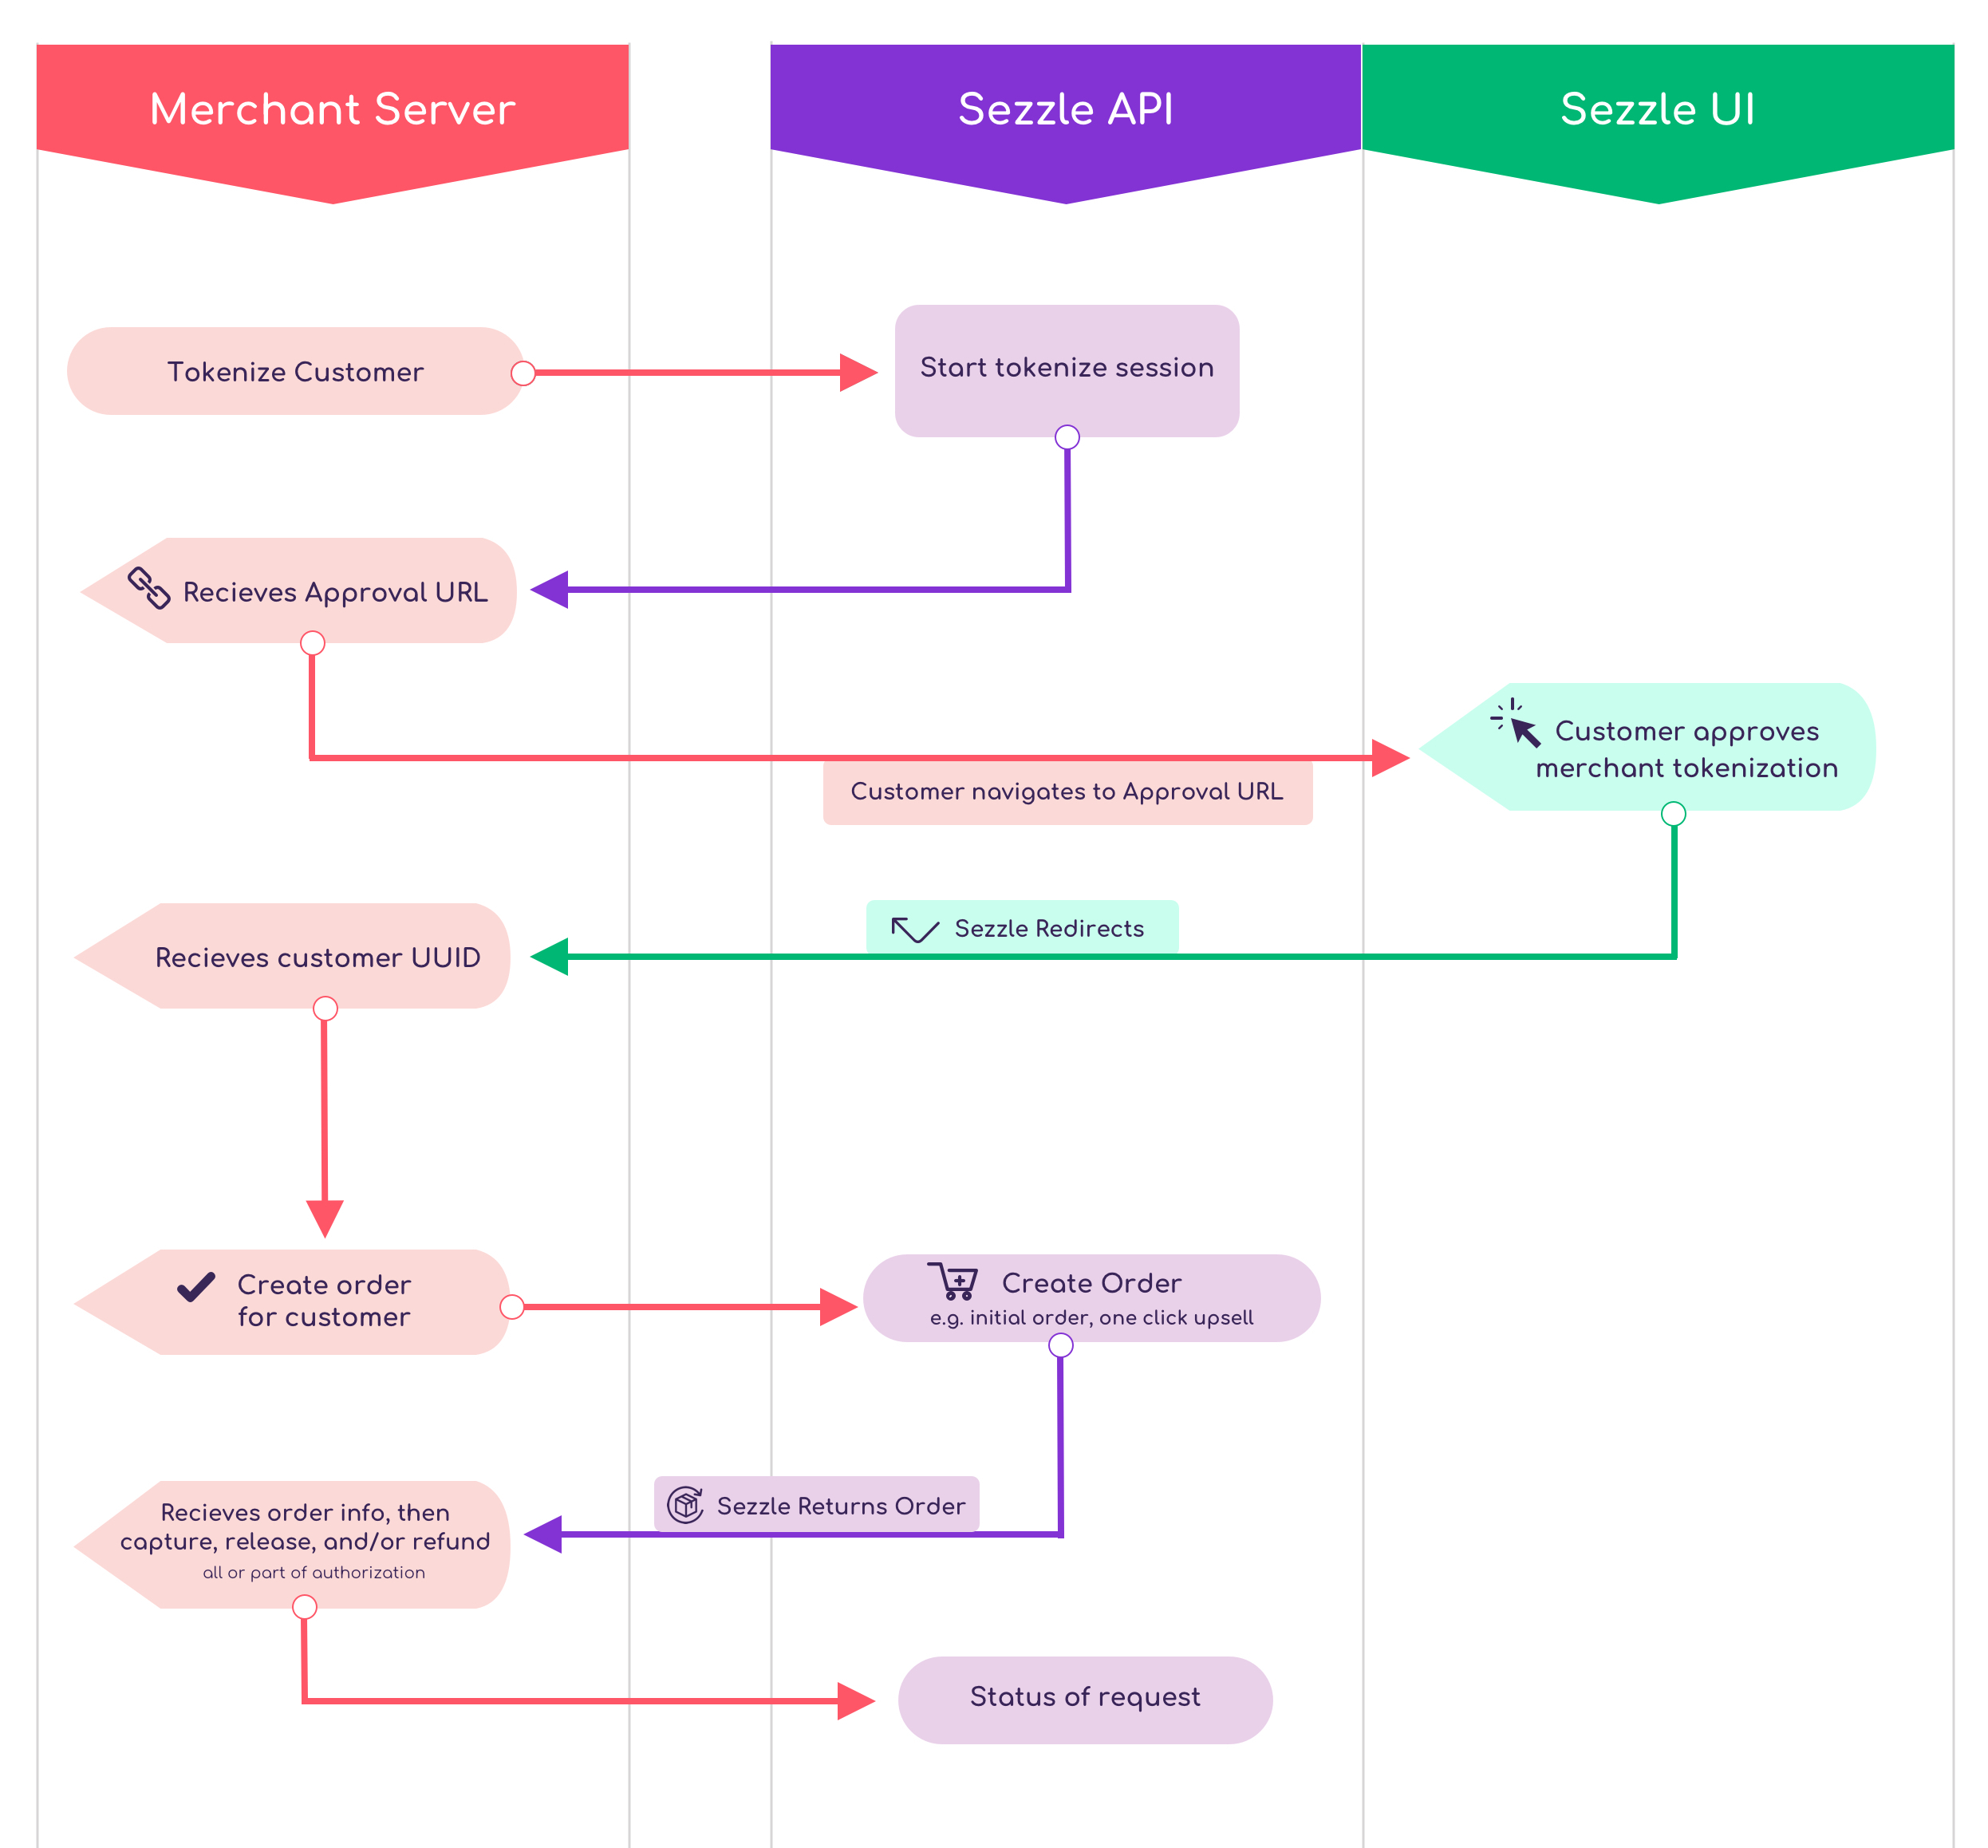 Merchant Server
Sezzle API
Sezzle UI
Tokenize Customer
Start tokenize session
Recieves Approval URL
Customer approves
merchant tokenization
Customer navigates to Approval URL
Sezzle Redirects
Recieves customer UUID
Create order
for customer
Create Order
e.g. initial order, one click upsell
Sezzle Returns Order
Recieves order info, then
capture, release, and/or refund
all or part of authorization
Status of request